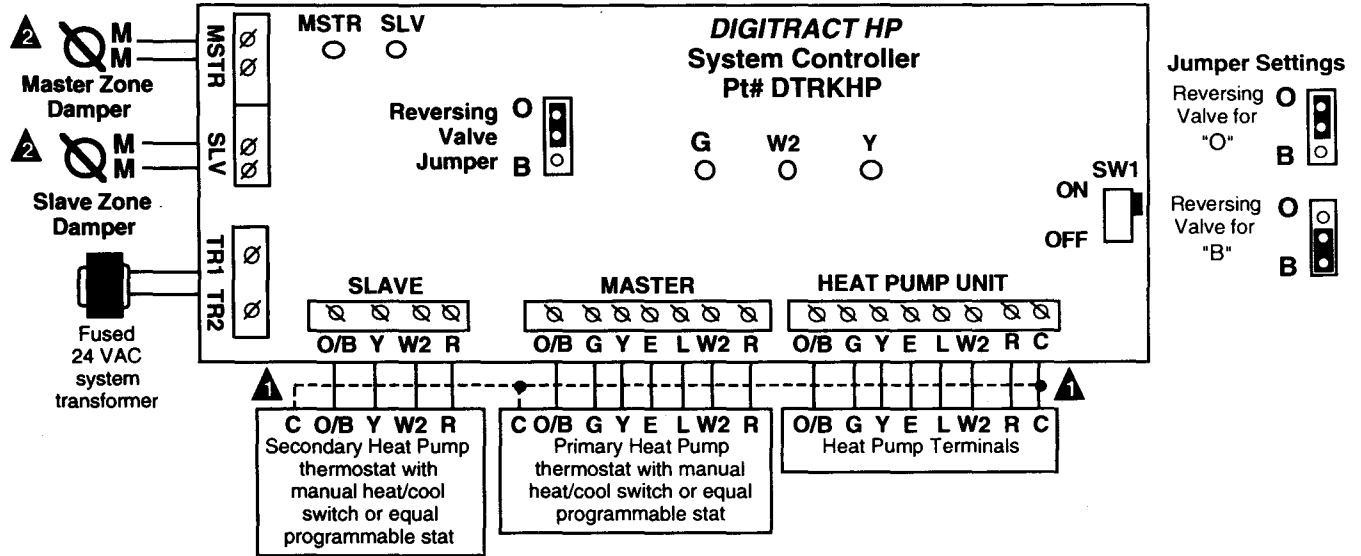 MSTR SLV
DIGITRACT HP
System Controller
Pt# DTRKHP
2
M
M
Master Zone
Damper
MSTR
2
M
M
Slave Zone
Damper
SLV
Fused
24 VAC
system
transformer
TR1 TR2
Reversing
Valve
Jumper
O
B
G W2 Y
SW1
ON
OFF
Jumper Settings
Reversing
Valve for
"O"
O
B
Reversing
Valve for
"B"
O
B
SLAVE
O/B Y W2 R
MASTER
O/B G Y E L W2 R
HEAT PUMP UNIT
O/B G Y E L W2 R C
1
1
C O/B Y W2 R
Secondary Heat Pump
thermostat with
manual heat/cool
switch or equal
programmable stat
C O/B G Y E L W2 R
Primary Heat Pump
thermostat with manual
heat/cool switch or equal
programmable stat
O/B G Y E L W2 R C
Heat Pump Terminals